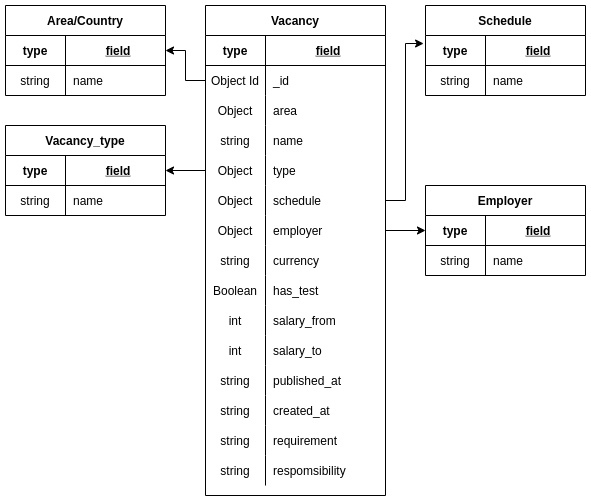 Area/Country
type field
string name
Vacancy_type
type field
string name
Vacancy
type field
Object Id _id
Object area
string name
Object type
Object schedule
Object employer
string currency
Boolean has_test
int salary_from
int salary_to
string published_at
string created_at
string requirement
string respomsibility
Schedule
type field
string name
Employer
type field
string name